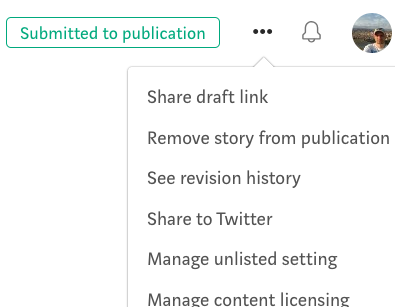 Submitted to publication
Share draft link
Remove story from publication
See revision history
Share to Twitter
Manage unlisted setting
Manage content licensing